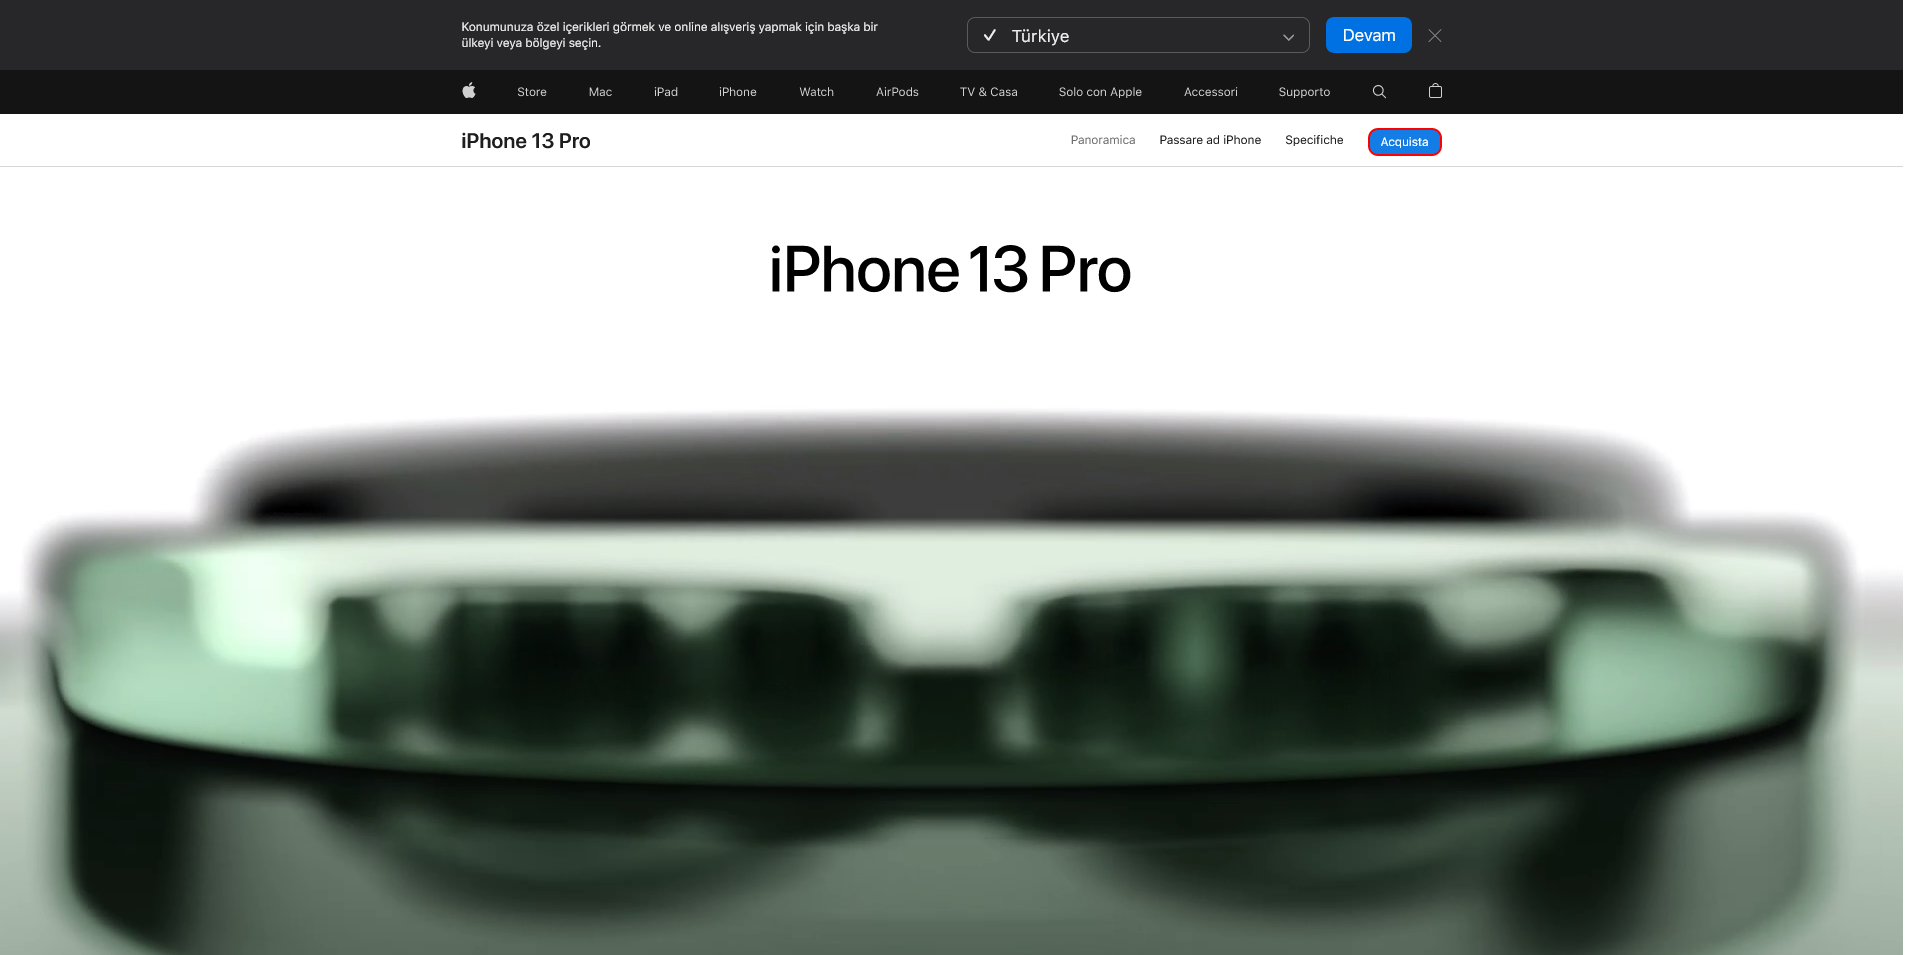 Konumunuza özel içerikleri görmek ve online alışveriş yapmak için başka bir
ülkeyi veya bölgeyi seçin.
Türkiye
Devam
Store Mac iPad iPhone Watch AirPods TV & Casa Solo con Apple Accessori Supporto
iPhone 13 Pro
Panoramica Passare ad iPhone Specifiche Acquista
iPhone 13 Pro